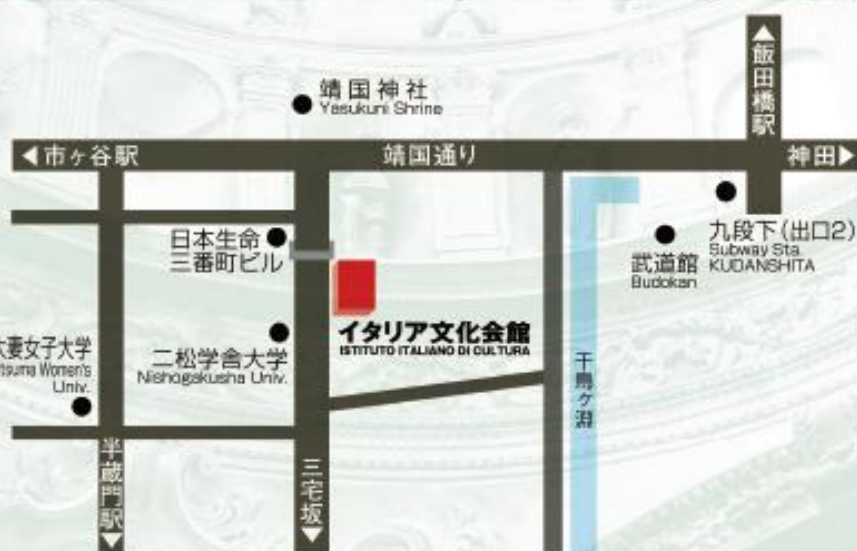 ▲飯田橋駅
靖国神社
Yasukuni Shrine
◀市ヶ谷駅
靖国通り
神田▶
日本生命
三番町ビル
九段下(出口2)
Subway Sta.
KUDANSHITA
武道館
Budokan
イタリア文化会館
ISTITUTO ITALIANO DI CULTURA
大妻女子大学
tsuma Women's
Univ.
二松学舎大学
Nishogakusha Univ.
千鳥ヶ淵
半蔵門駅▼
三宅坂▼